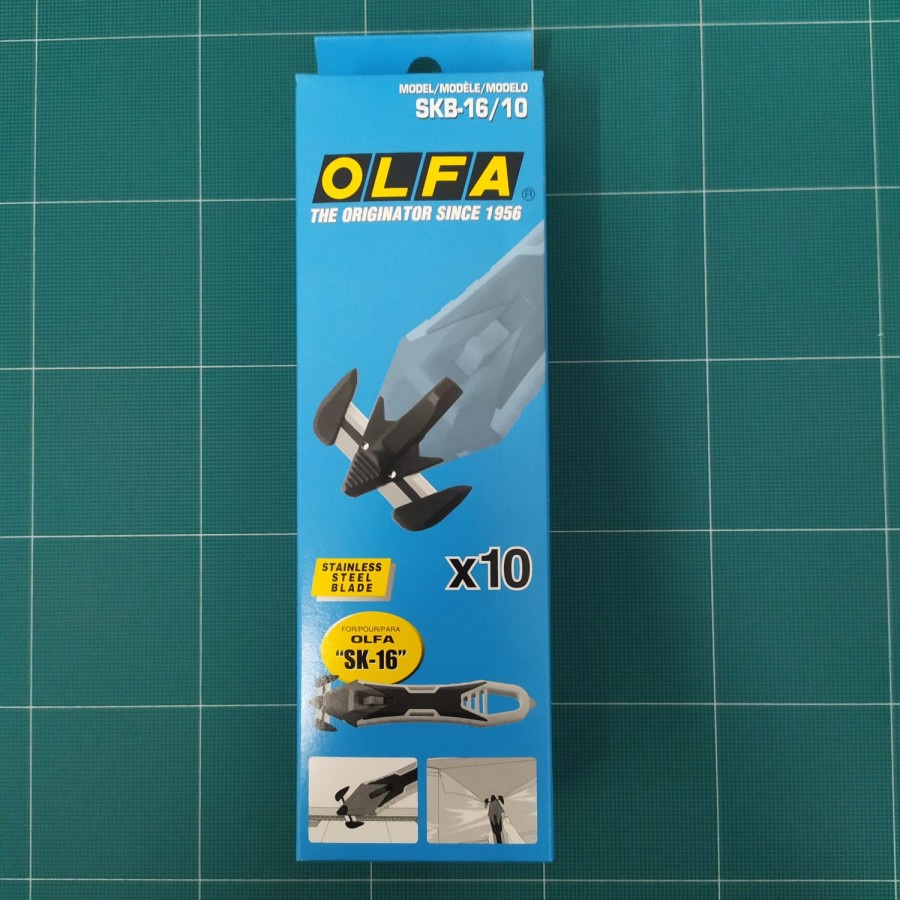 MODEL/MODÈLE/MODELO
SKB-16/10
OLFA®
THE ORIGINATOR SINCE 1956
x10
STAINLESS
STEEL
BLADE
FOR/POUR/PARA
OLFA
"SK-16"